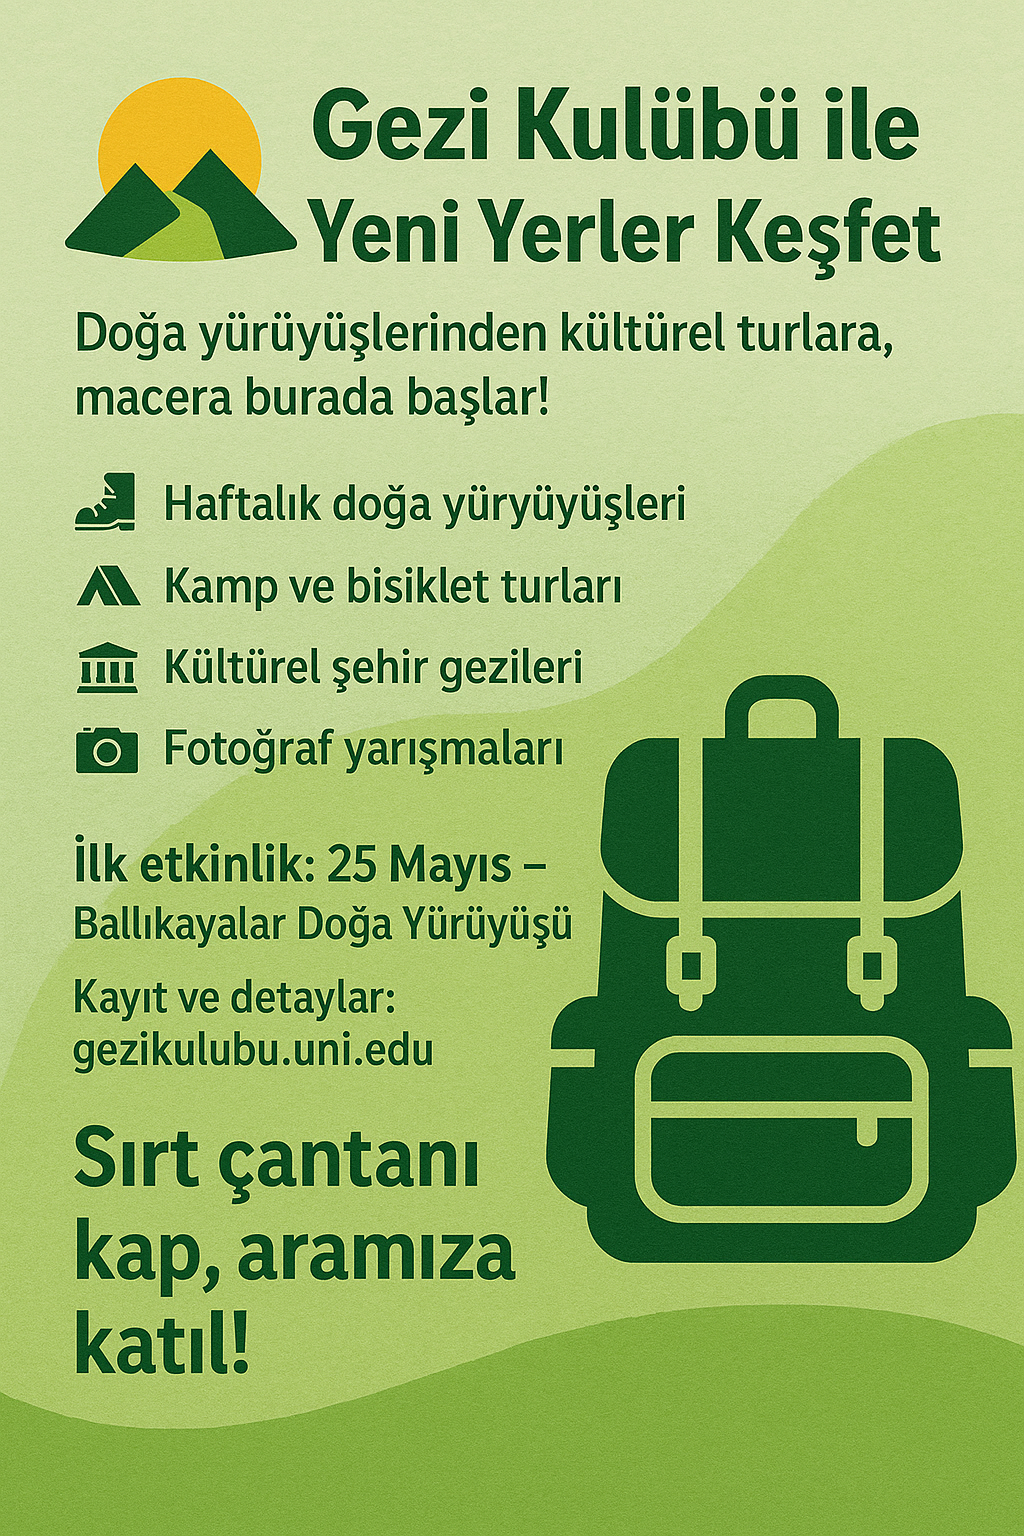 Gezi Kulübü ile
Yeni Yerler Keşfet
Doğa yürüyüşlerinden kültürel turlara,
macera burada başlar!
Haftalık doğa yüryüyüşleri
Kamp ve bisiklet turları
Kültürel şehir gezileri
Fotoğraf yarışmaları
İlk etkinlik: 25 Mayıs –
Ballıkayalar Doğa Yürüyüşü
Kayıt ve detaylar:
gezikulubu.uni.edu
Sırt çantanı
kap, aramıza
katıl!